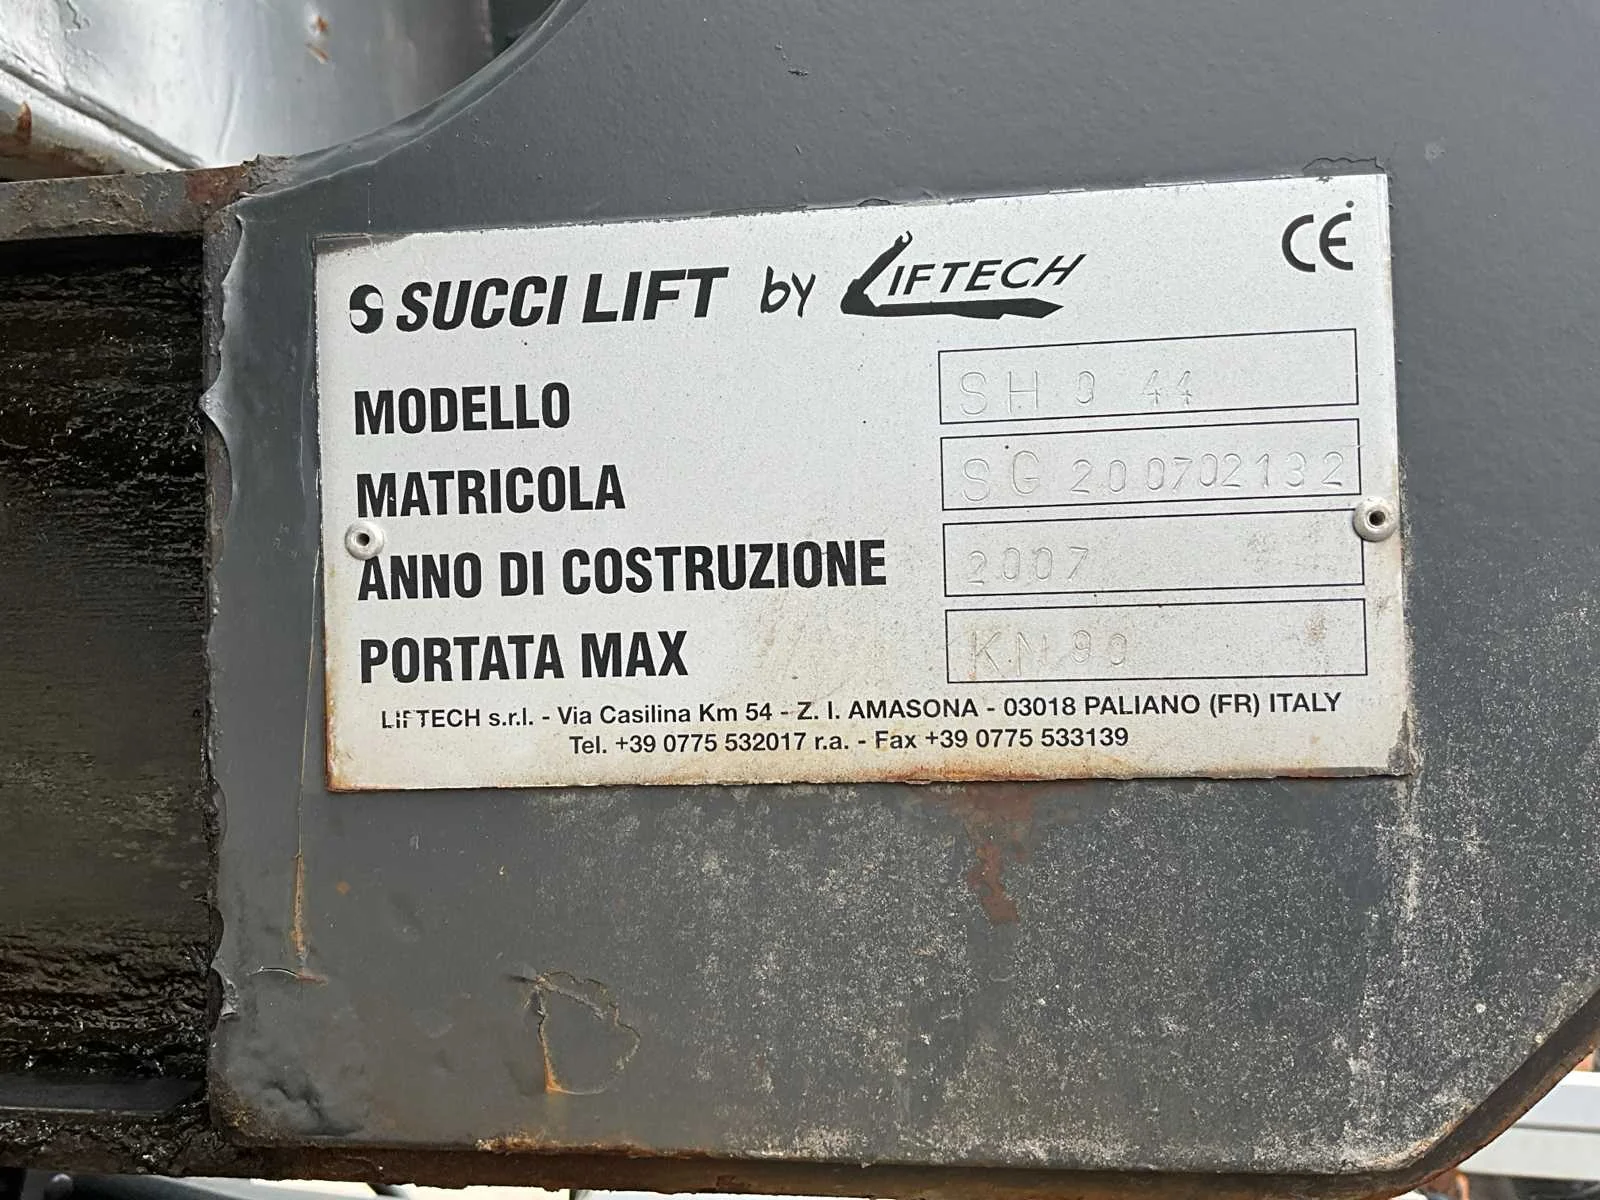 SUCCI LIFT by LIFTECH CE
MODELLO SH 9 44
MATRICOLA SG 200702132
ANNO DI COSTRUZIONE 2007
PORTATA MAX KN 90
LIFTECH s.r.l. - Via Casilina Km 54 - Z. I. AMASONA - 03018 PALIANO (FR) ITALY
Tel. +39 0775 532017 r.a. - Fax +39 0775 533139